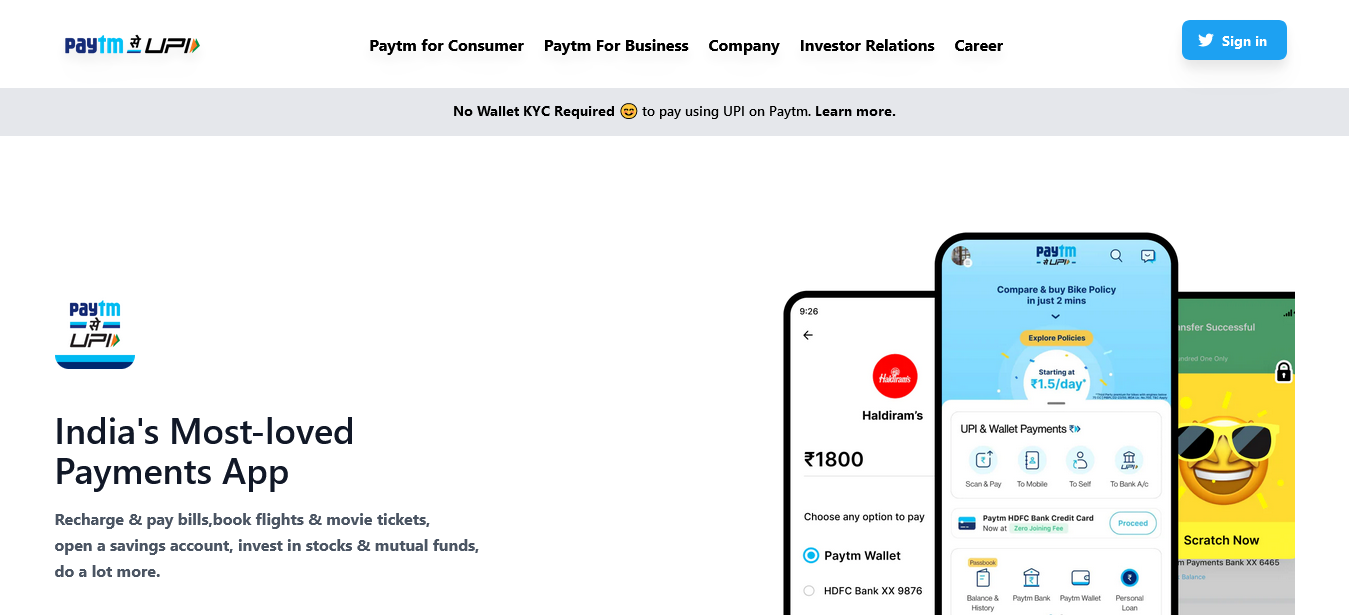 paytm से UPI
Paytm for Consumer
Paytm For Business
Company
Investor Relations
Career
Sign in
No Wallet KYC Required 😊 to pay using UPI on Paytm. Learn more.
paytm
से
UPI
India's Most-loved
Payments App
Recharge & pay bills,book flights & movie tickets,
open a savings account, invest in stocks & mutual funds,
do a lot more.
9:26
Haldiram's
Haldiram's
₹1800
Choose any option to pay
Paytm Wallet
HDFC Bank XX 9876
paytm
से UPI
Compare & buy Bike Policy
in just 2 mins
Explore Policies
Starting at
₹1.5/day*
UPI & Wallet Payments
Scan & Pay
To Mobile
To Self
To Bank A/c
Paytm HDFC Bank Credit Card
Now at Zero Joining Fee
Proceed
Passbook
Balance &
History
Paytm Bank
Paytm Wallet
Personal
Loan
ansfer Successful
undred One Only
Scratch Now
m Payments Bank XX 6465
Balance